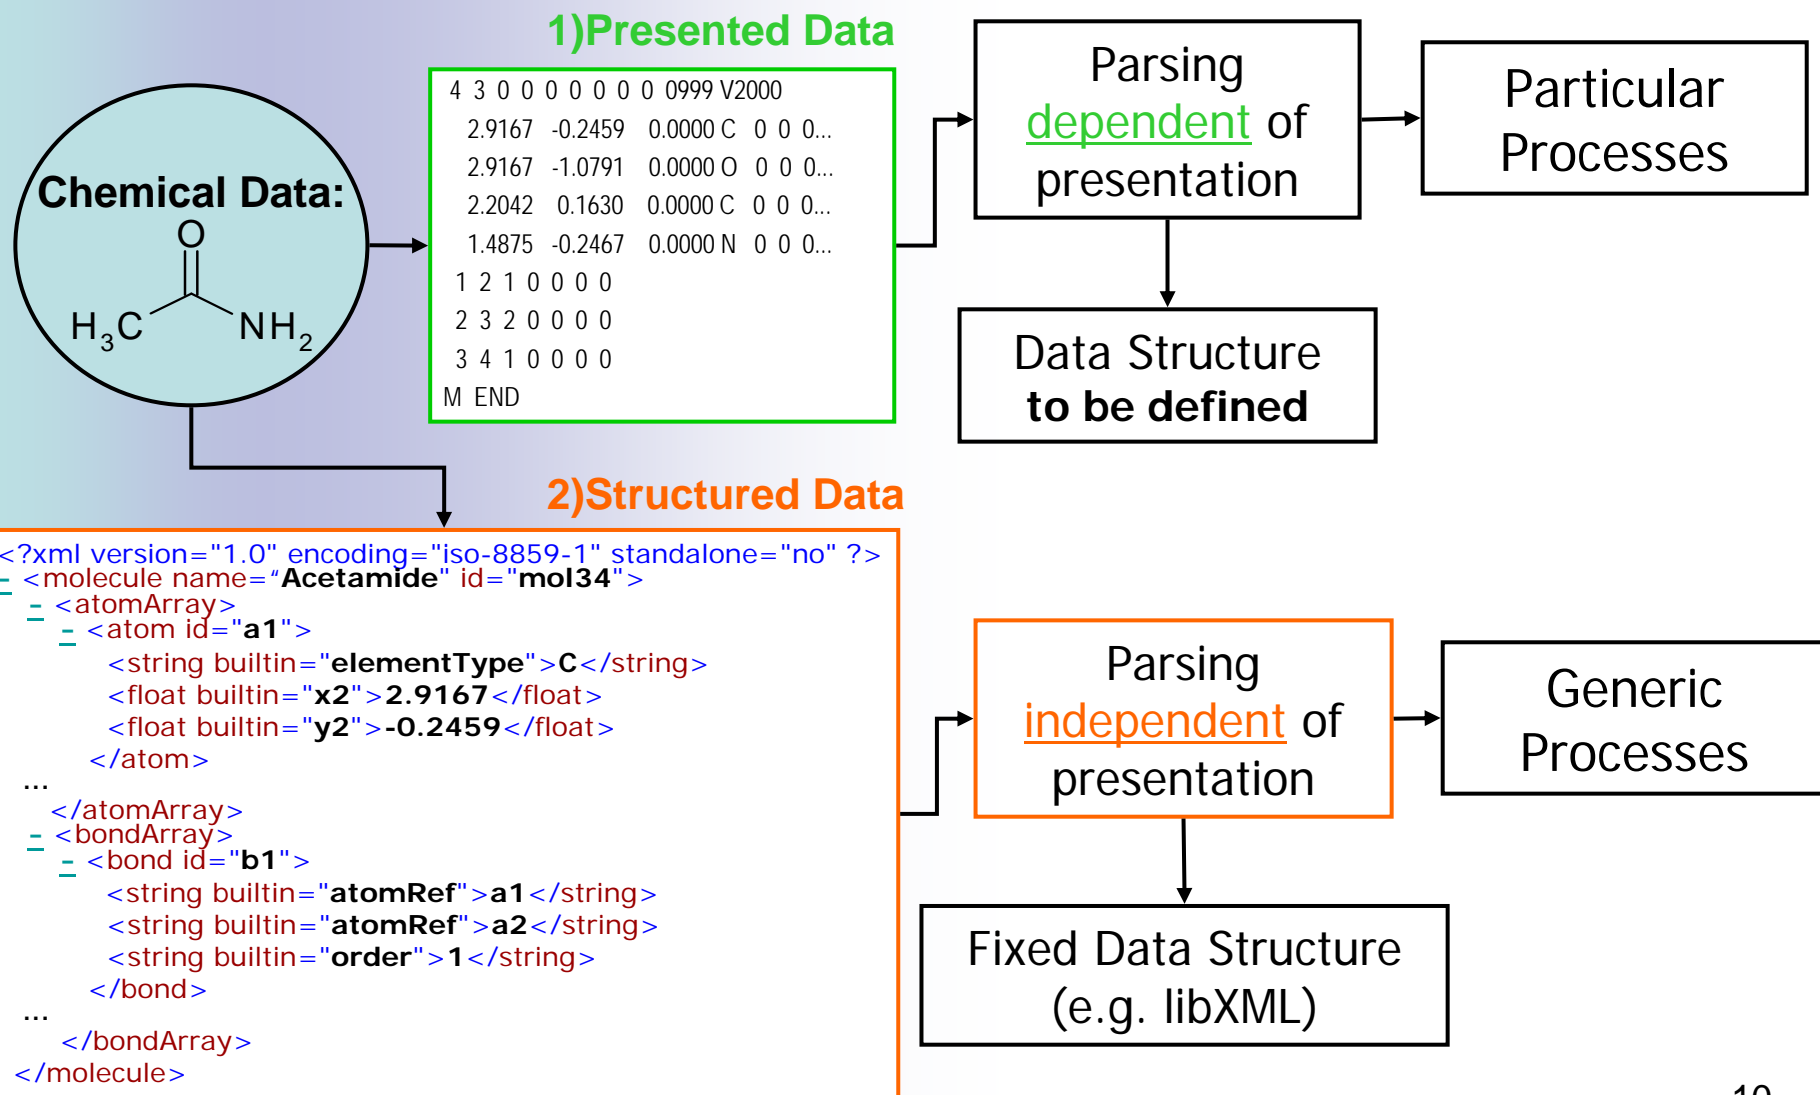 1)Presented Data
Chemical Data:
O
H3C
NH2
4 3 0 0 0 0 0 0 0 0999 V2000
2.9167 -0.2459 0.0000 C 0 0 0...
2.9167 -1.0791 0.0000 O 0 0 0...
2.2042 0.1630 0.0000 C 0 0 0...
1.4875 -0.2467 0.0000 N 0 0 0...
1 2 1 0 0 0 0
2 3 2 0 0 0 0
3 4 1 0 0 0 0
M END
Parsing
dependent of
presentation
Particular
Processes
Data Structure
to be defined
2)Structured Data
<?xml version="1.0" encoding="iso-8859-1" standalone="no" ?>
- <molecule name=“Acetamide" id="mol34">
- <atomArray>
- <atom id="a1">
<string builtin="elementType">C</string>
<float builtin="x2">2.9167</float>
<float builtin="y2">-0.2459</float>
</atom>
...
</atomArray>
- <bondArray>
- <bond id="b1">
<string builtin="atomRef">a1</string>
<string builtin="atomRef">a2</string>
<string builtin="order">1</string>
</bond>
...
</bondArray>
</molecule>
Parsing
independent of
presentation
Generic
Processes
Fixed Data Structure
(e.g. libXML)